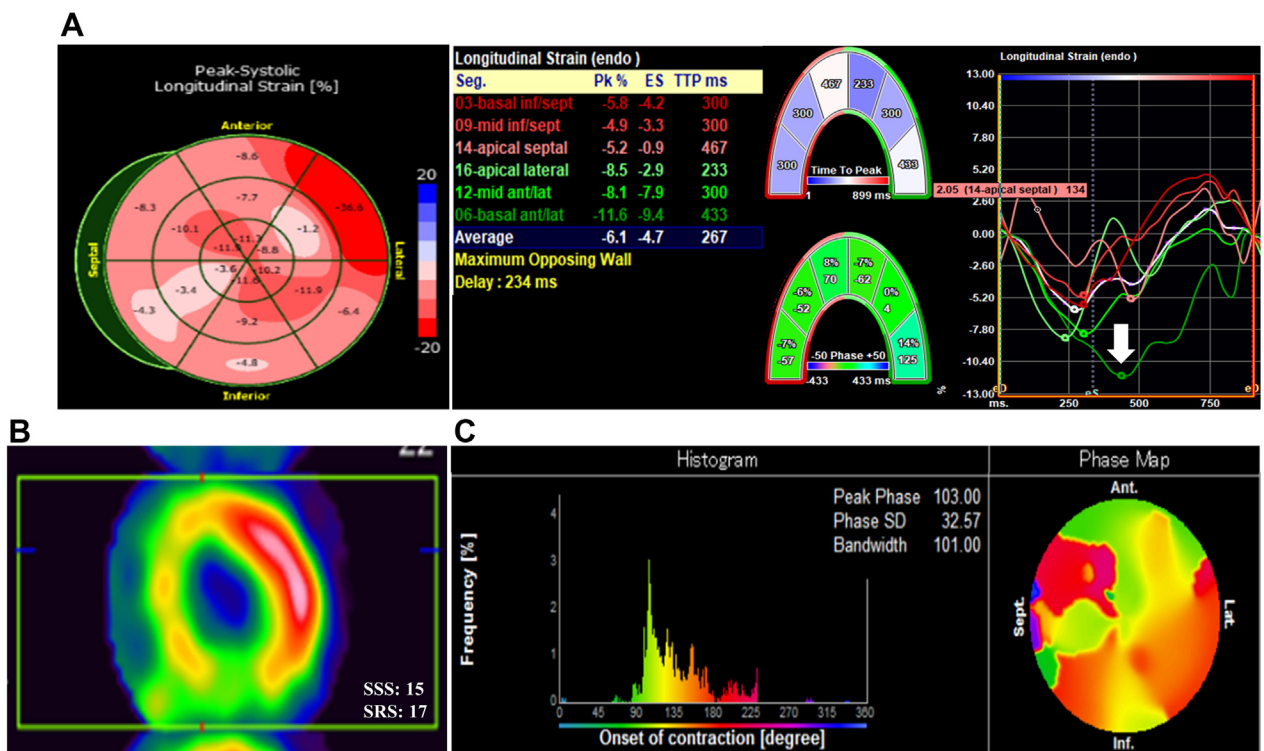 A
Peak-Systolic
Longitudinal Strain [%]
Anterior
-8.6
-8.3
-7.7
-36.6
-10.1
-1.2
-11.3
-11.9
-8.8
Septal
Lateral
-3.6
-10.2
-11.6
-3.4
-11.9
-4.3
-6.4
-9.2
-4.8
Inferior
20
-20
Longitudinal Strain (endo )
Seg. Pk % ES TTP ms
03-basal inf/sept -5.8 -4.2 300
09-mid inf/sept -4.9 -3.3 300
14-apical septal -5.2 -0.9 467
16-apical lateral -8.5 -2.9 233
12-mid ant/lat -8.1 -7.9 300
06-basal ant/lat -11.6 -9.4 433
Average -6.1 -4.7 267
Maximum Opposing Wall
Delay : 234 ms
467 233
300 300
300 433
Time To Peak
1 899 ms
8% -7%
70 -62
-6% 0%
-52 4
-7% 14%
-57 125
-50 Phase +50
-433 433 ms
Longitudinal Strain (endo )
13.00
10.40
7.80
5.20
2.05 (14-apical septal ) 134
2.60
0.00
-2.60
-5.20
-7.80
-10.40
-13.00
%
eD eS eD
ms. 250 500 750
B
SSS: 15
SRS: 17
C
Histogram
Phase Map
Peak Phase 103.00
Phase SD 32.57
Bandwidth 101.00
Frequency [%]
4
3
2
1
0
0 45 90 135 180 225 270 315 360
Onset of contraction [degree]
Ant.
Sept.
Lat.
Inf.